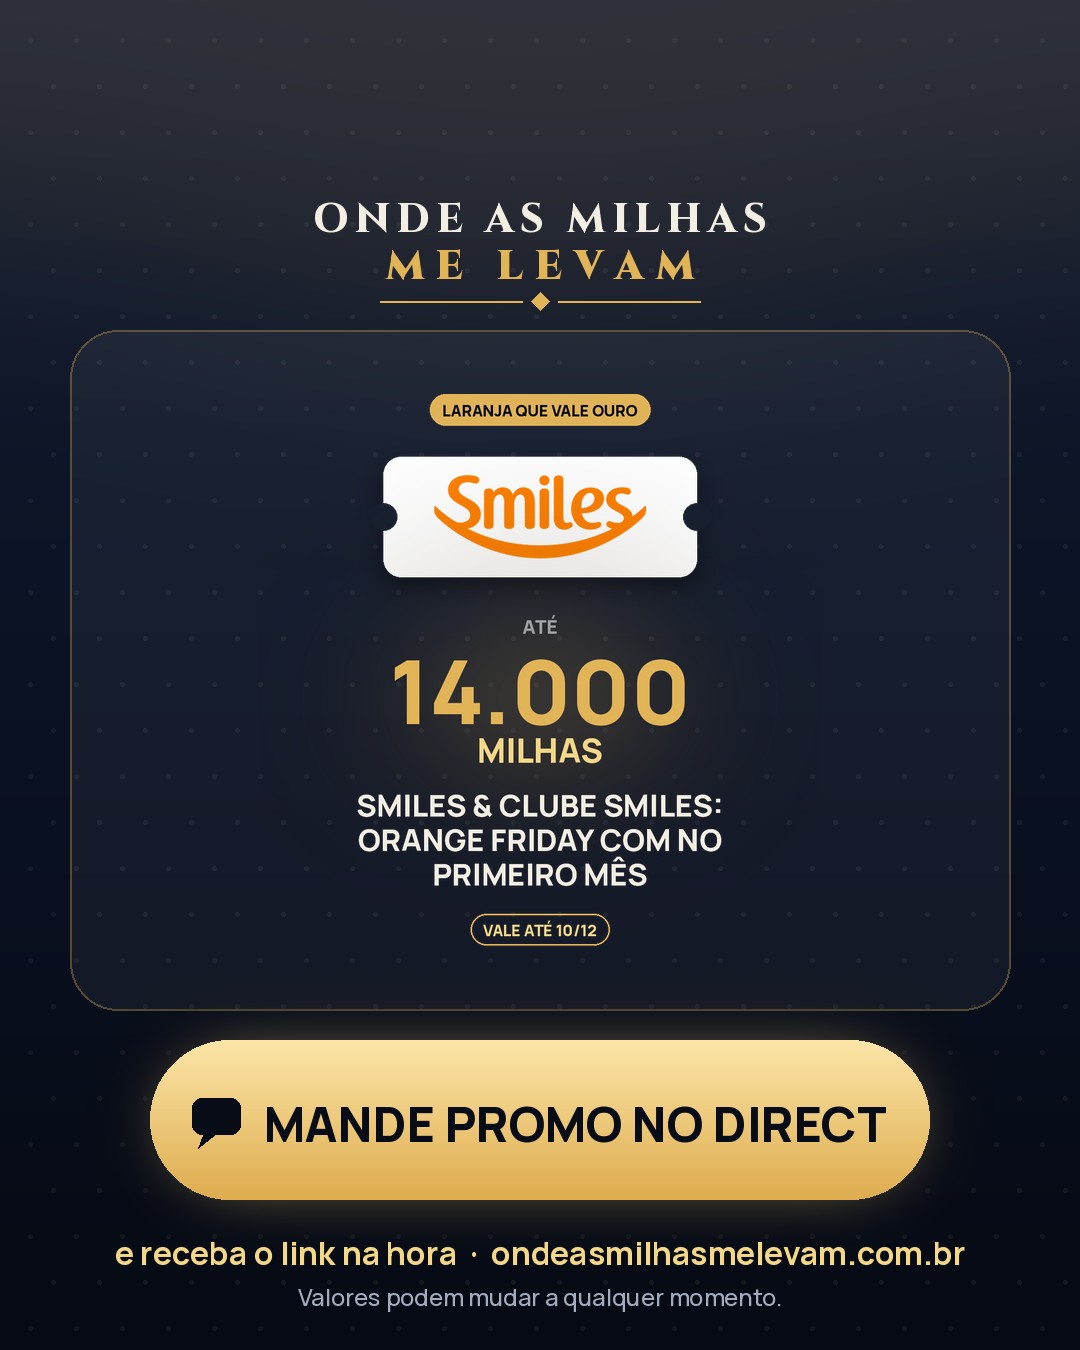 ONDE AS MILHAS
ME LEVAM
LARANJA QUE VALE OURO
Smiles
ATÉ
14.000
MILHAS
SMILES & CLUBE SMILES:
ORANGE FRIDAY COM NO
PRIMEIRO MÊS
VALE ATÉ 10/12
MANDE PROMO NO DIRECT
e receba o link na hora · ondeasmilhasmelevam.com.br
Valores podem mudar a qualquer momento.